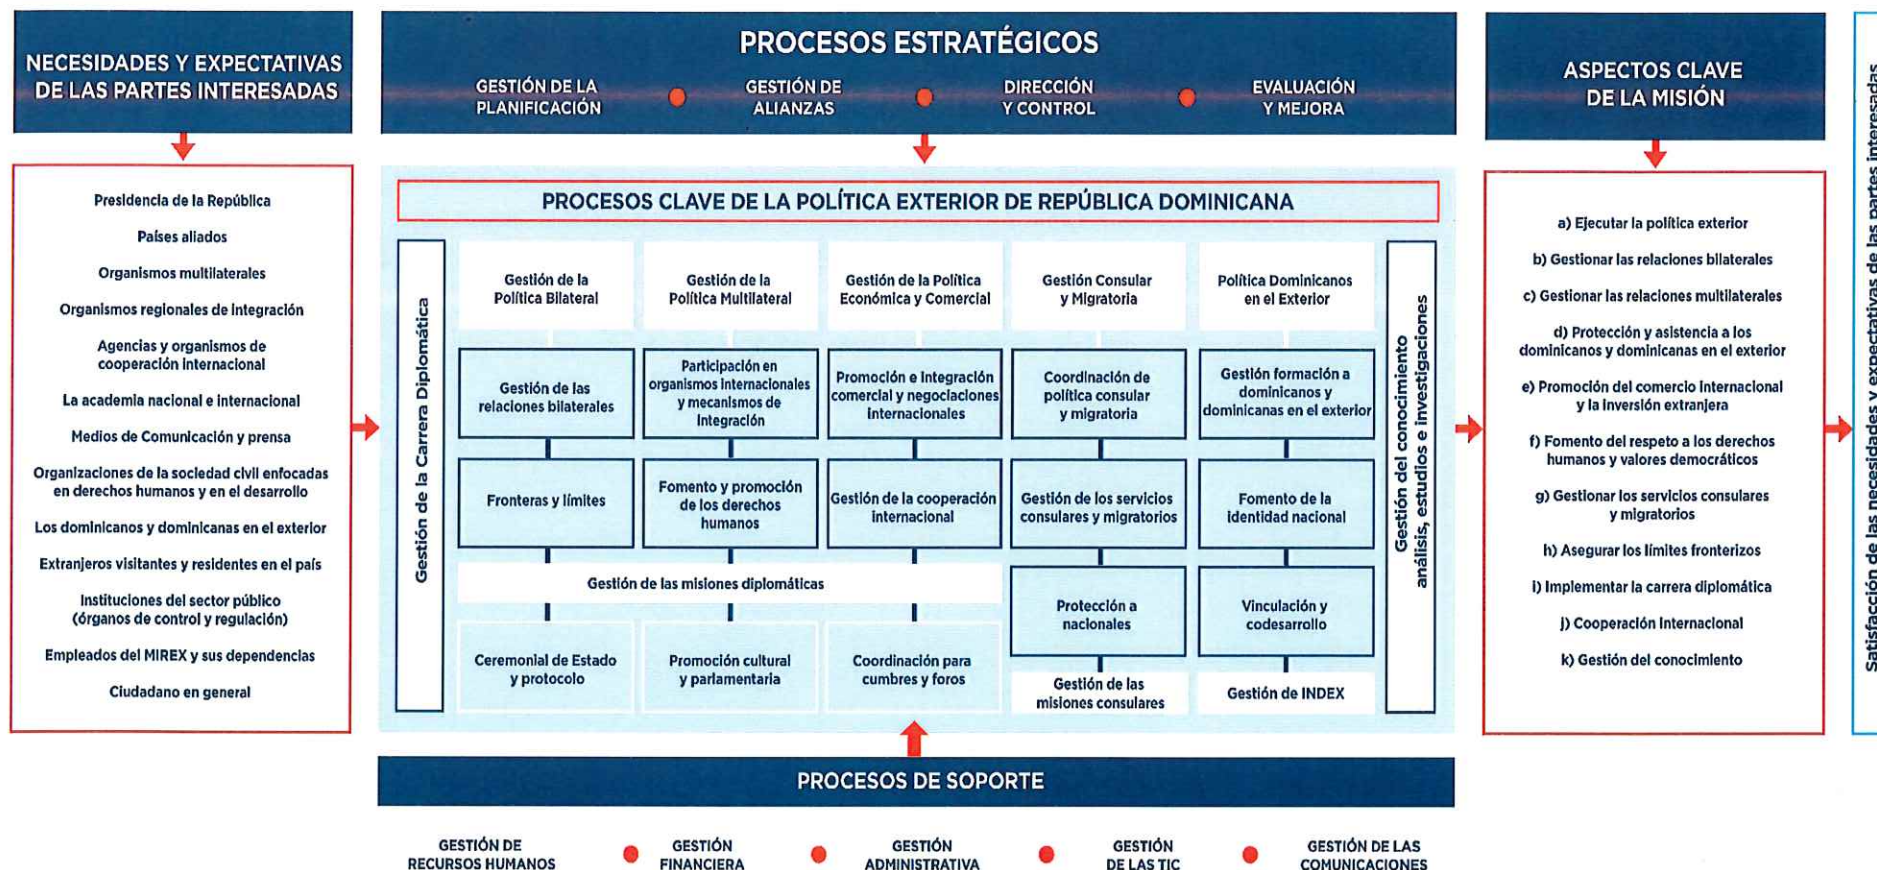 NECESIDADES Y EXPECTATIVAS
DE LAS PARTES INTERESADAS
Presidencia de la República
Países aliados
Organismos multilaterales
Organismos regionales de integración
Agencias y organismos de
cooperación internacional
La academia nacional e internacional
Medios de Comunicación y prensa
Organizaciones de la sociedad civil enfocadas
en derechos humanos y en el desarrollo
Los dominicanos y dominicanas en el exterior
Extranjeros visitantes y residentes en el país
Instituciones del sector público
(órganos de control y regulación)
Empleados del MIREX y sus dependencias
Ciudadano en general
PROCESOS ESTRATÉGICOS
GESTIÓN DE LA
PLANIFICACIÓN
GESTIÓN DE
ALIANZAS
DIRECCIÓN
Y CONTROL
EVALUACIÓN
Y MEJORA
PROCESOS CLAVE DE LA POLÍTICA EXTERIOR DE REPÚBLICA DOMINICANA
Gestión de la Carrera Diplomática
Gestión de la
Política Bilateral
Gestión de las
relaciones bilaterales
Fronteras y límites
Gestión de la
Política Multilateral
Participación en
organismos internacionales
y mecanismos de
Integración
Fomento y promoción
de los derechos
humanos
Gestión de la Política
Económica y Comercial
Promoción e Integración
comercial y negociaciones
internacionales
Gestión de la cooperación
internacional
Gestión de las misiones diplomáticas
Ceremonial de Estado
y protocolo
Promoción cultural
y parlamentaria
Coordinación para
cumbres y foros
Gestión Consular
y Migratoria
Coordinación de
política consular
y migratoria
Gestión de los servicios
consulares y migratorios
Protección a
nacionales
Gestión de las
misiones consulares
Política Dominicanos
en el Exterior
Gestión formación a
dominicanos y
dominicanas en el exterior
Fomento de la
identidad nacional
Vinculación y
codesarrollo
Gestión de INDEX
Gestión del conocimiento
análisis, estudios e investigaciones
PROCESOS DE SOPORTE
GESTIÓN DE
RECURSOS HUMANOS
GESTIÓN
FINANCIERA
GESTIÓN
ADMINISTRATIVA
GESTIÓN
DE LAS TIC
GESTIÓN DE LAS
COMUNICACIONES
ASPECTOS CLAVE
DE LA MISIÓN
a) Ejecutar la política exterior
b) Gestionar las relaciones bilaterales
c) Gestionar las relaciones multilaterales
d) Protección y asistencia a los
dominicanos y dominicanas en el exterior
e) Promoción del comercio internacional
y la inversión extranjera
f) Fomento del respeto a los derechos
humanos y valores democráticos
g) Gestionar los servicios consulares
y migratorios
h) Asegurar los límites fronterizos
i) Implementar la carrera diplomática
j) Cooperación Internacional
k) Gestión del conocimiento
Satisfacción de las necesidades y expectativas de las partes interesadas